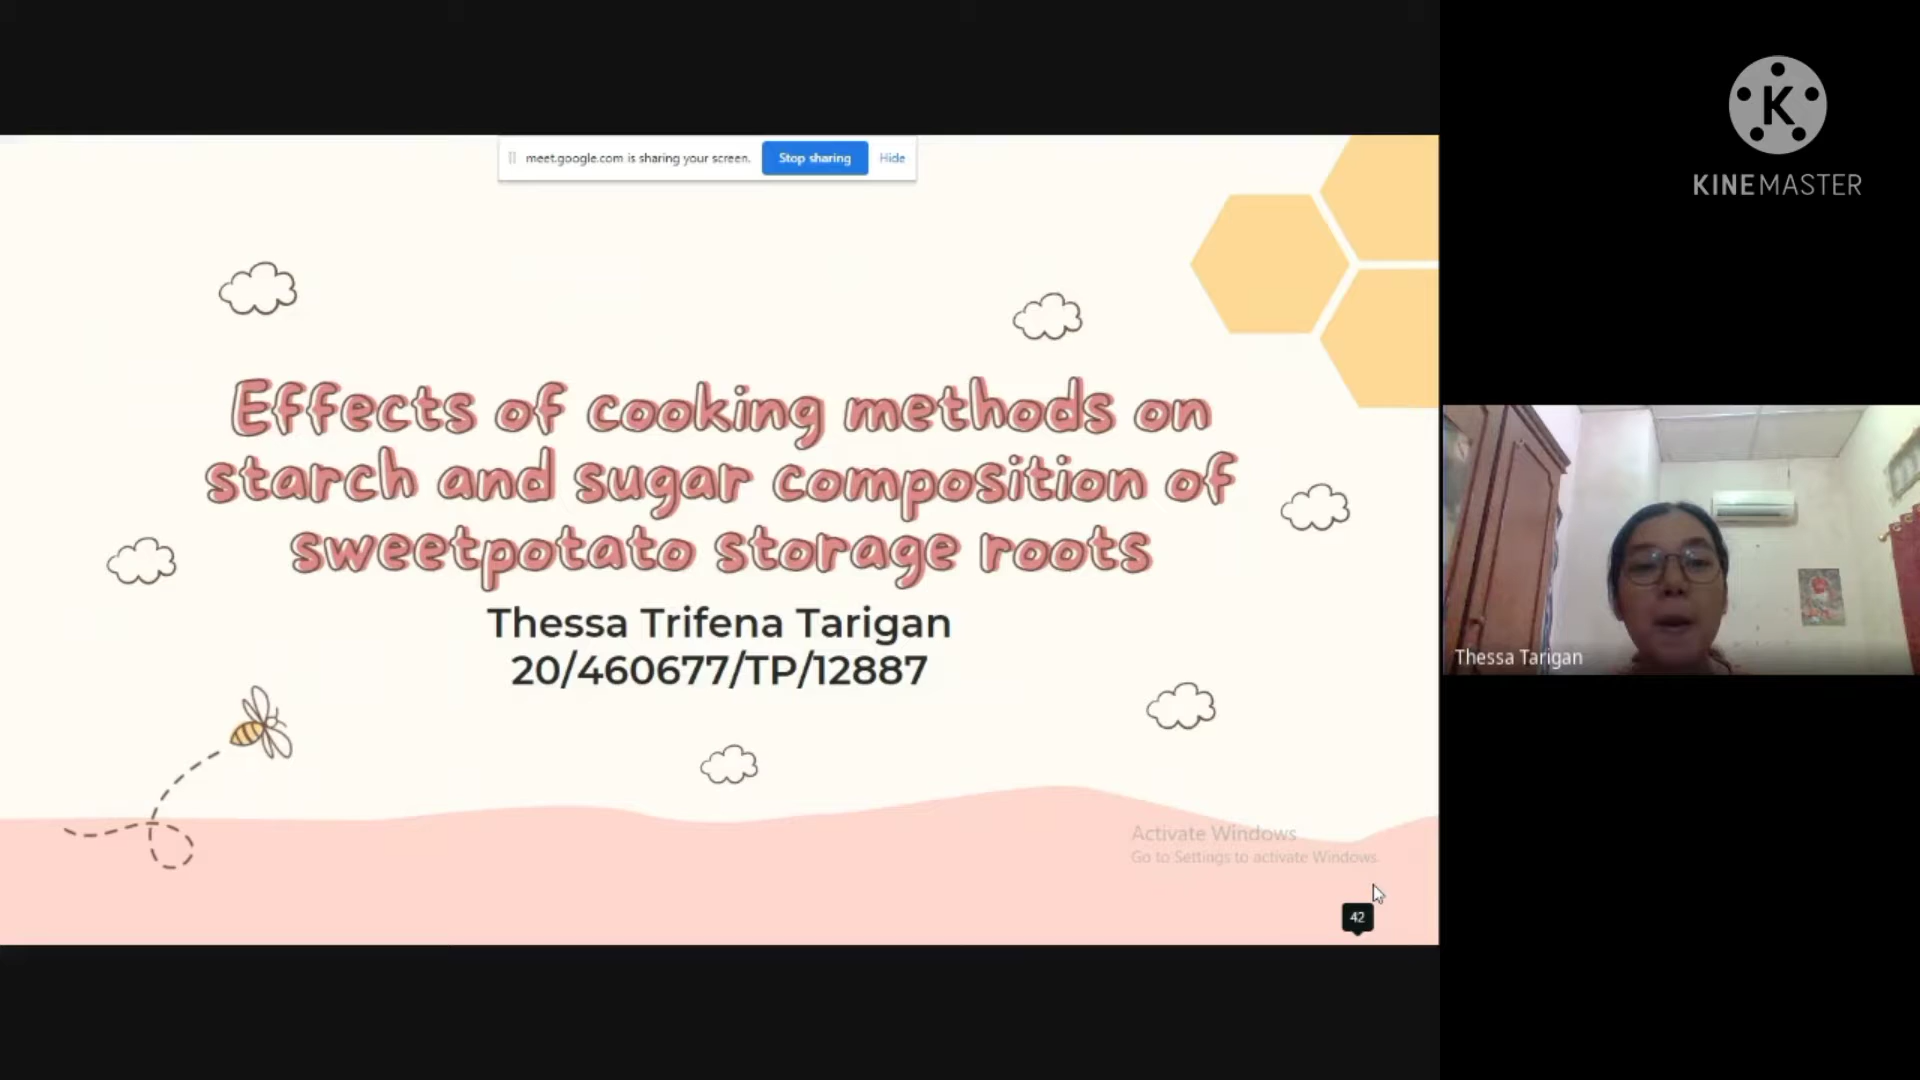 meet.google.com is sharing your screen.
Stop sharing
Hide
Effects of cooking methods on
starch and sugar composition of
sweetpotato storage roots
Thessa Trifena Tarigan
20/460677/TP/12887
Activate Windows
Go to Settings to activate Windows.
42
K
KINEMASTER
Thessa Tarigan